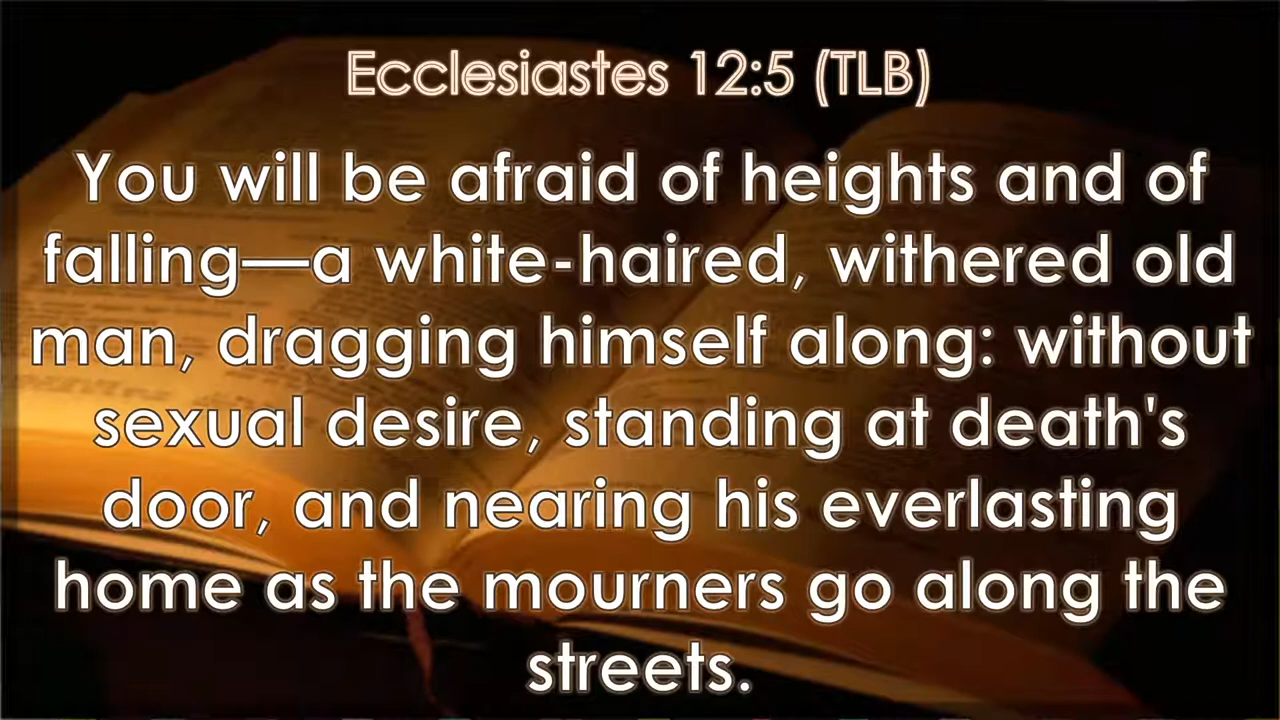 Ecclesiastes 12:5 (TLB)
You will be afraid of heights and of
falling—a white-haired, withered old
man, dragging himself along: without
sexual desire, standing at death's
door, and nearing his everlasting
home as the mourners go along the
streets.